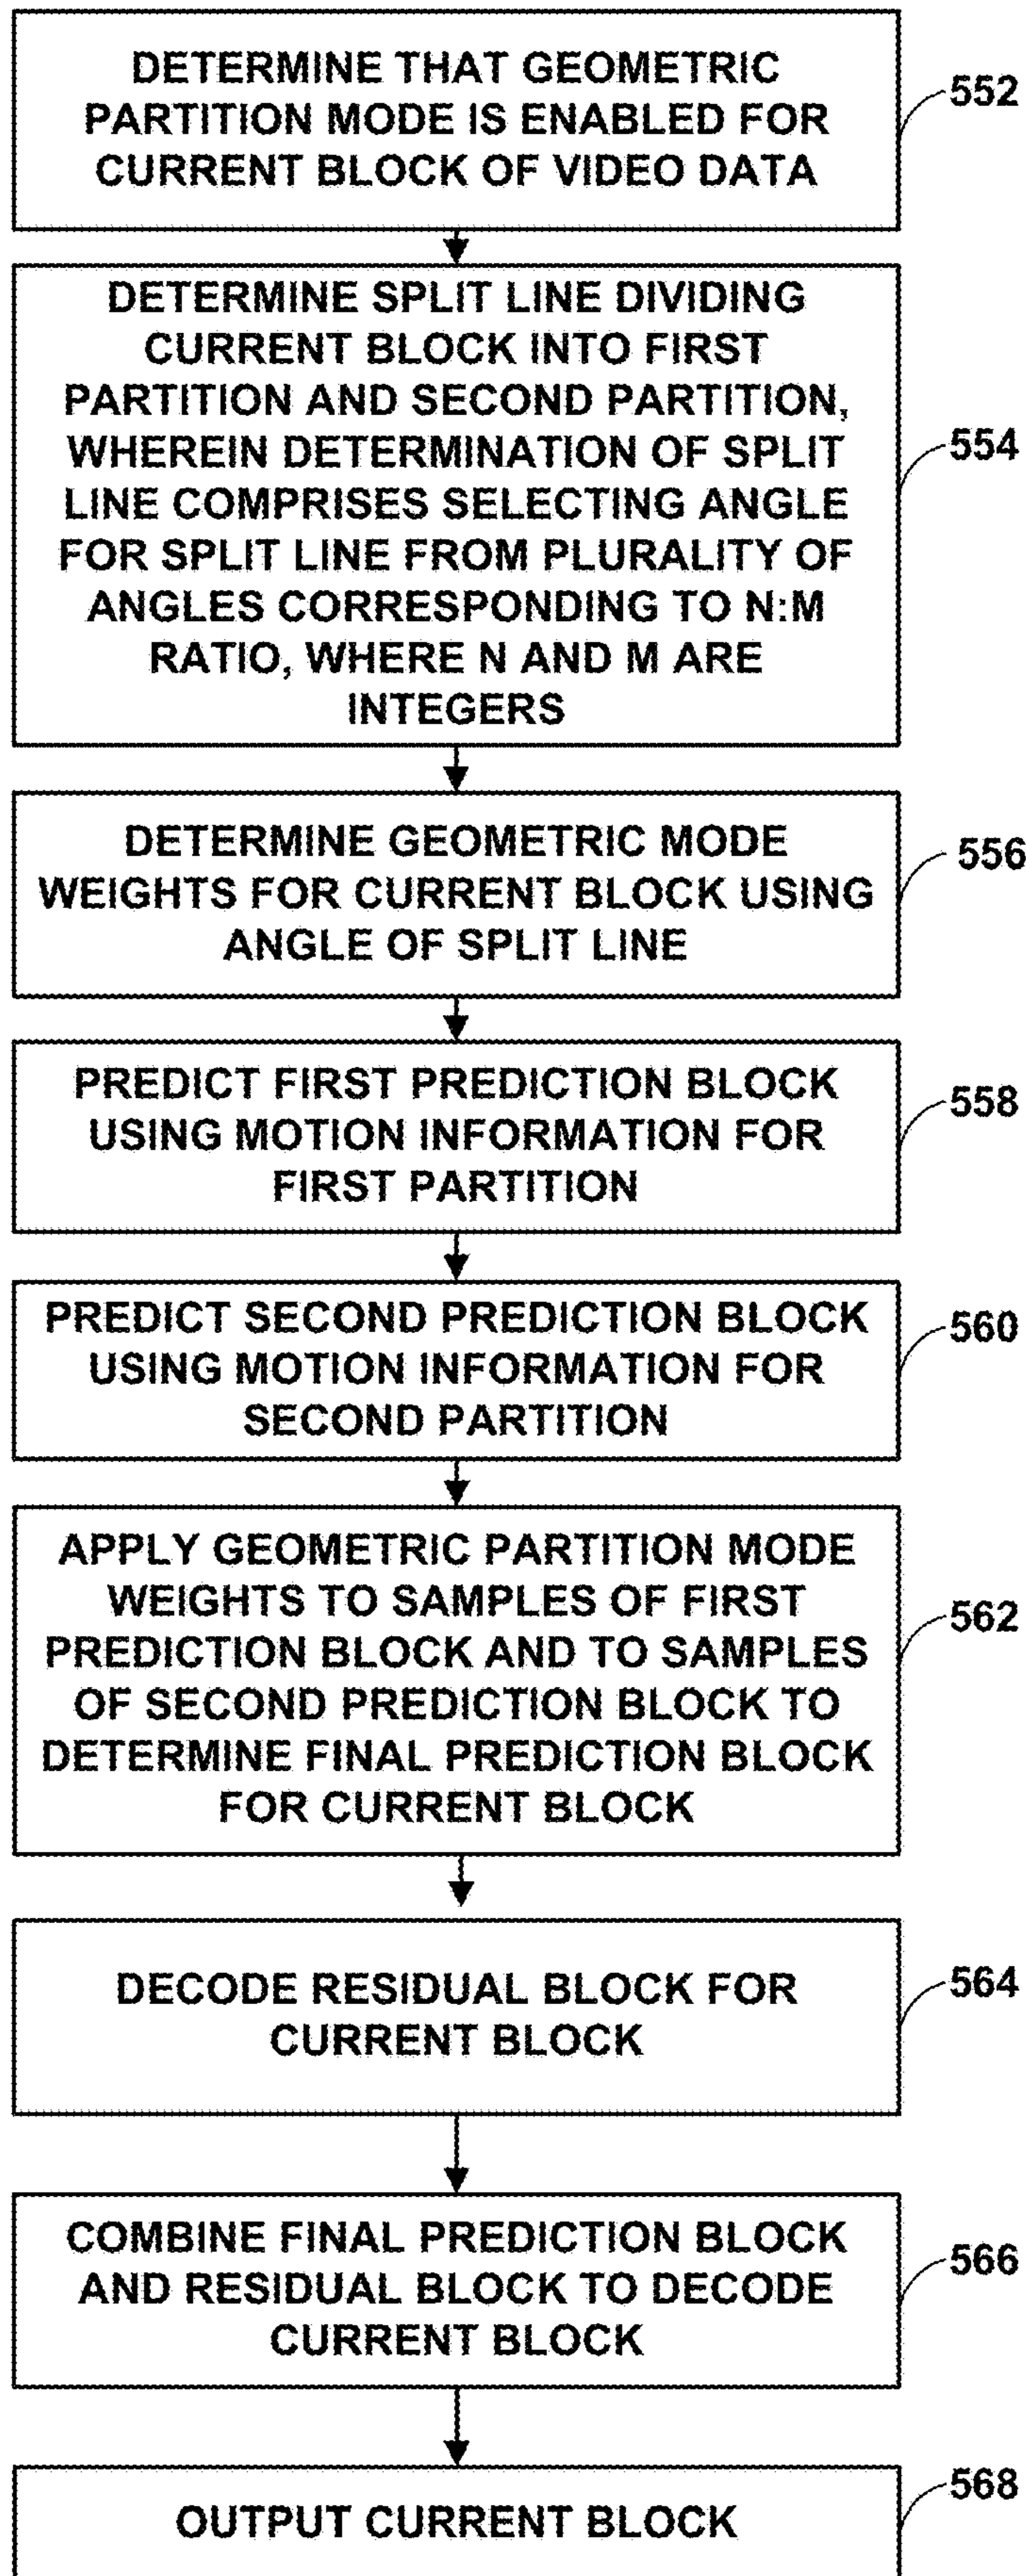 DETERMINE THAT GEOMETRIC
PARTITION MODE IS ENABLED FOR
CURRENT BLOCK OF VIDEO DATA
552
DETERMINE SPLIT LINE DIVIDING
CURRENT BLOCK INTO FIRST
PARTITION AND SECOND PARTITION,
WHEREIN DETERMINATION OF SPLIT
LINE COMPRISES SELECTING ANGLE
FOR SPLIT LINE FROM PLURALITY OF
ANGLES CORRESPONDING TO N:M
RATIO, WHERE N AND M ARE
INTEGERS
554
DETERMINE GEOMETRIC MODE
WEIGHTS FOR CURRENT BLOCK USING
ANGLE OF SPLIT LINE
556
PREDICT FIRST PREDICTION BLOCK
USING MOTION INFORMATION FOR
FIRST PARTITION
558
PREDICT SECOND PREDICTION BLOCK
USING MOTION INFORMATION FOR
SECOND PARTITION
560
APPLY GEOMETRIC PARTITION MODE
WEIGHTS TO SAMPLES OF FIRST
PREDICTION BLOCK AND TO SAMPLES
OF SECOND PREDICTION BLOCK TO
DETERMINE FINAL PREDICTION BLOCK
FOR CURRENT BLOCK
562
DECODE RESIDUAL BLOCK FOR
CURRENT BLOCK
564
COMBINE FINAL PREDICTION BLOCK
AND RESIDUAL BLOCK TO DECODE
CURRENT BLOCK
566
OUTPUT CURRENT BLOCK
568